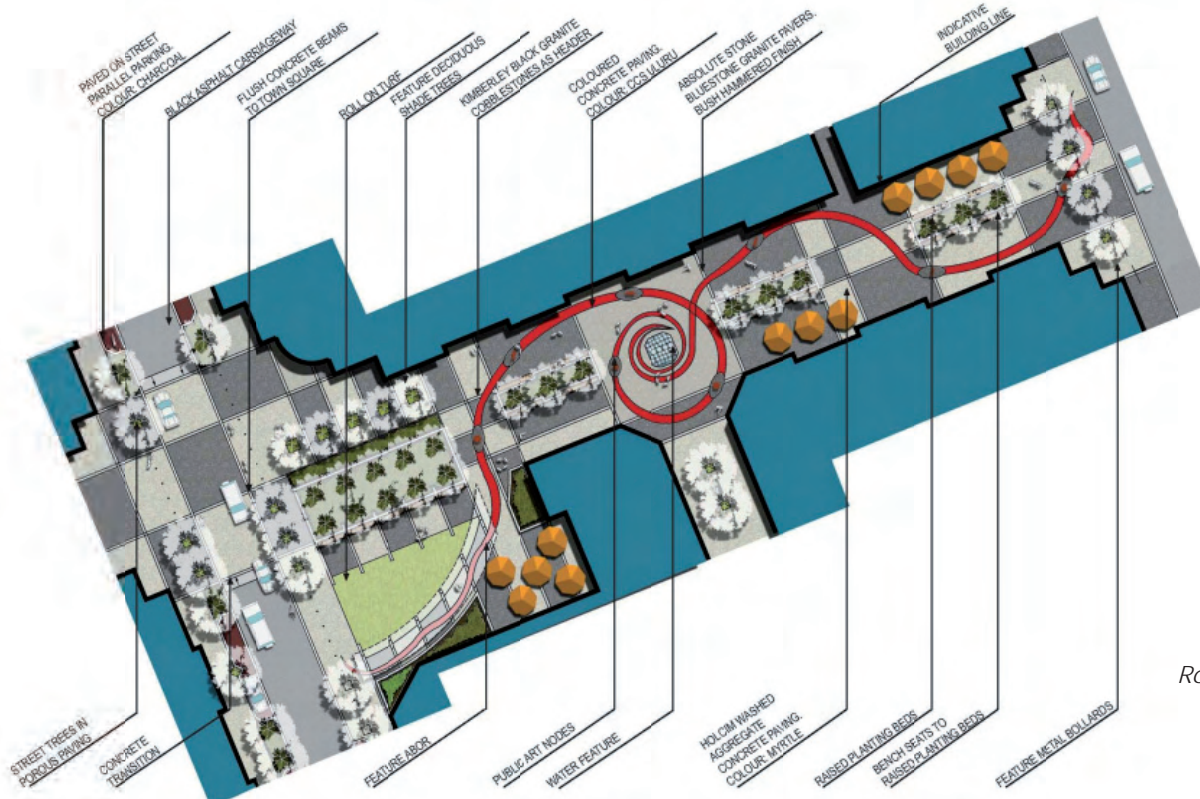 PAVED ON STREET
PARALLEL PARKING.
COLOUR: CHARCOAL
BLACK ASPHALT CARRIAGEWAY
FLUSH CONCRETE BEAMS
TO TOWN SQUARE
ROLL ON TURF
FEATURE DECIDUOUS
SHADE TREES
KIMBERLEY BLACK GRANITE
COBBLESTONES AS HEADER
COLOURED
CONCRETE PAVING.
COLOUR: CCS ULURU
ABSOLUTE STONE
BLUESTONE GRANITE PAVERS.
BUSH HAMMERED FINISH
INDICATIVE
BUILDING LINE
STREET TREES IN
POROUS PAVING
CONCRETE
TRANSITION
FEATURE ABOR
PUBLIC ART NODES
WATER FEATURE
HOLCIM WASHED
AGGREGATE
CONCRETE PAVING.
COLOUR: MYRTLE
RAISED PLANTING BEDS
BENCH SEATS TO
RAISED PLANTING BEDS
FEATURE METAL BOLLARDS